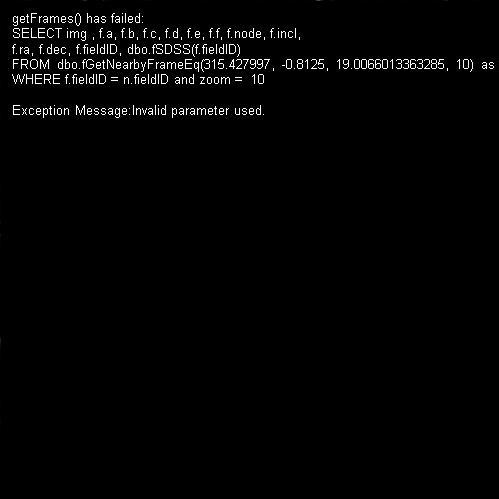 getFrames() has failed:
SELECT img , f.a, f.b, f.c, f.d, f.e, f.f, f.node, f.incl,
f.ra, f.dec, f.fieldID, dbo.fSDSS(f.fieldID)
FROM dbo.fGetNearbyFrameEq(315.427997, -0.8125, 19.0066013363285, 10) as
WHERE f.fieldID = n.fieldID and zoom = 10
Exception Message:Invalid parameter used.